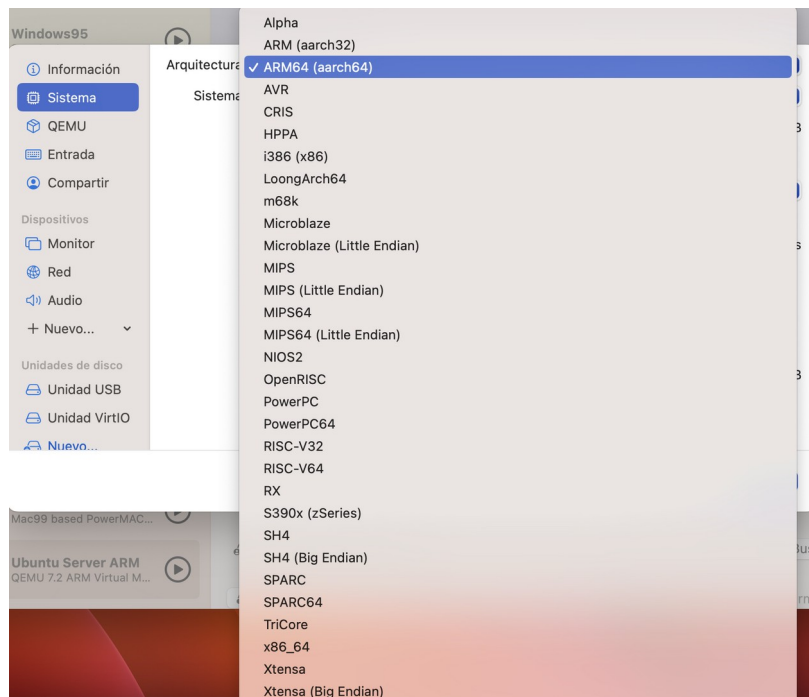 Windows95
Información
Sistema
QEMU
Entrada
Compartir
Dispositivos
Monitor
Red
Audio
+ Nuevo...
Unidades de disco
Unidad USB
Unidad VirtIO
Nuevo...
Mac99 based PowerMAC...
Ubuntu Server ARM
QEMU 7.2 ARM Virtual M...
Arquitectura
Sistema
Alpha
ARM (aarch32)
✓ ARM64 (aarch64)
AVR
CRIS
HPPA
i386 (x86)
LoongArch64
m68k
Microblaze
Microblaze (Little Endian)
MIPS
MIPS (Little Endian)
MIPS64
MIPS64 (Little Endian)
NIOS2
OpenRISC
PowerPC
PowerPC64
RISC-V32
RISC-V64
RX
S390x (zSeries)
SH4
SH4 (Big Endian)
SPARC
SPARC64
TriCore
x86_64
Xtensa
Xtensa (Big Endian)